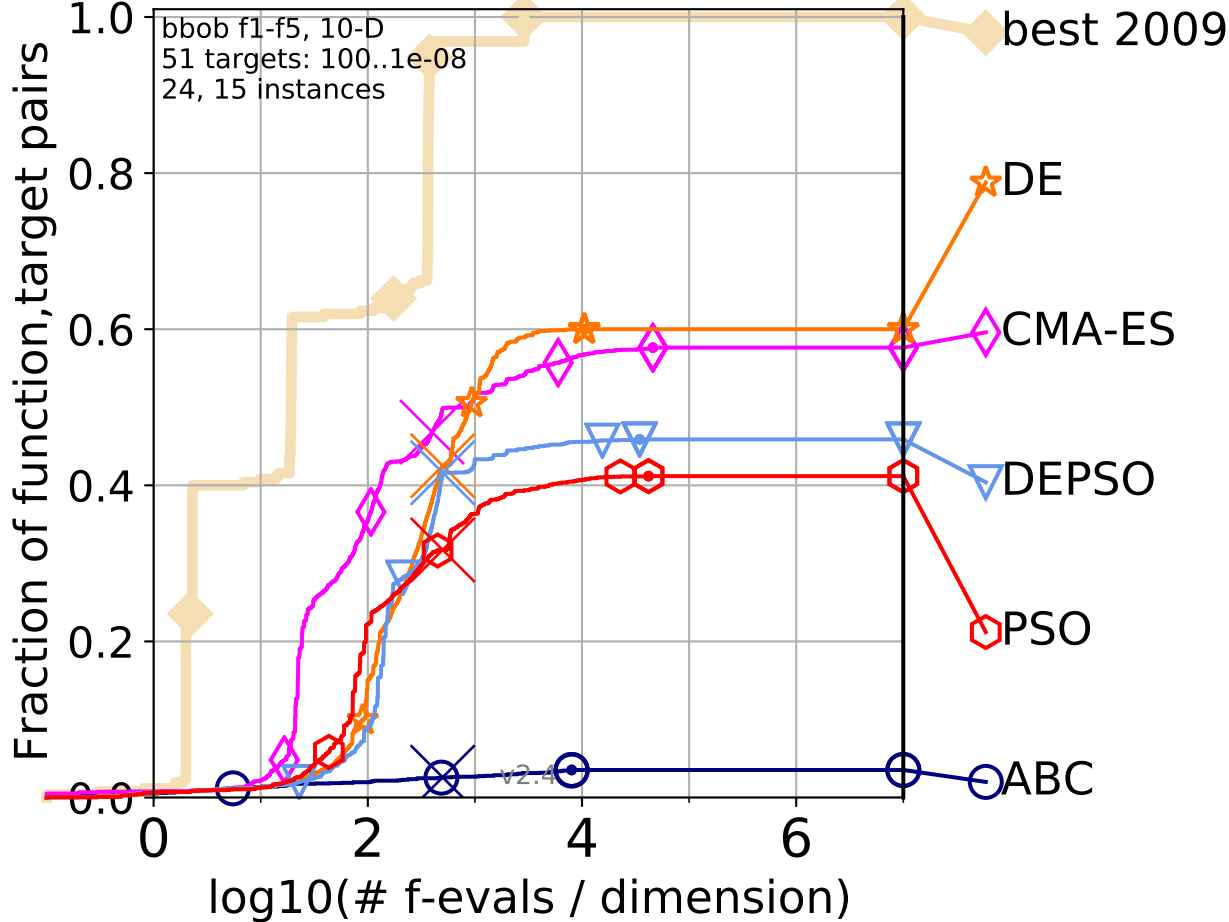 bbob f1-f5, 10-D
51 targets: 100..1e-08
24, 15 instances
Fraction of function,target pairs
1.0
0.8
0.6
0.4
0.2
0.0
best 2009
DE
CMA-ES
DEPSO
PSO
ABC
v2.4
0 2 4 6
log10(# f-evals / dimension)